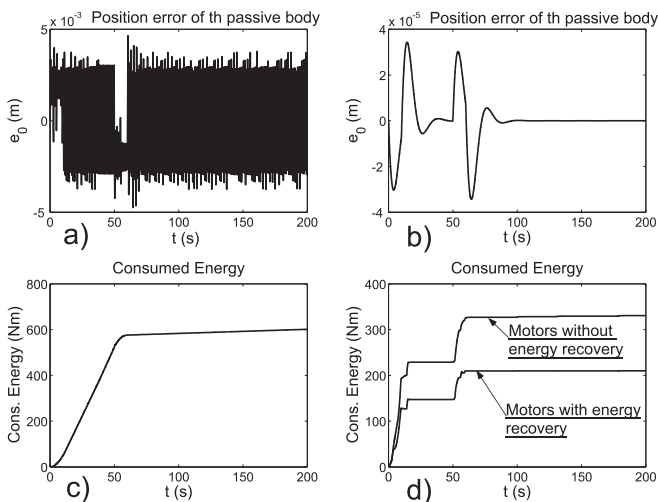 x 10⁻³ Position error of th passive body
5
0
-5
e₀ (m)
0 50 100 150 200
a) t (s)
x 10⁻⁵ Position error of th passive body
4
2
0
-2
-4
e₀ (m)
0 50 100 150 200
b) t (s)
Consumed Energy
800
600
400
200
0
Cons. Energy (Nm)
0 50 100 150 200
c) t (s)
Consumed Energy
400
300
200
100
0
Cons. Energy (Nm)
Motors without
energy recovery
Motors with energy
recovery
0 50 100 150 200
d) t (s)